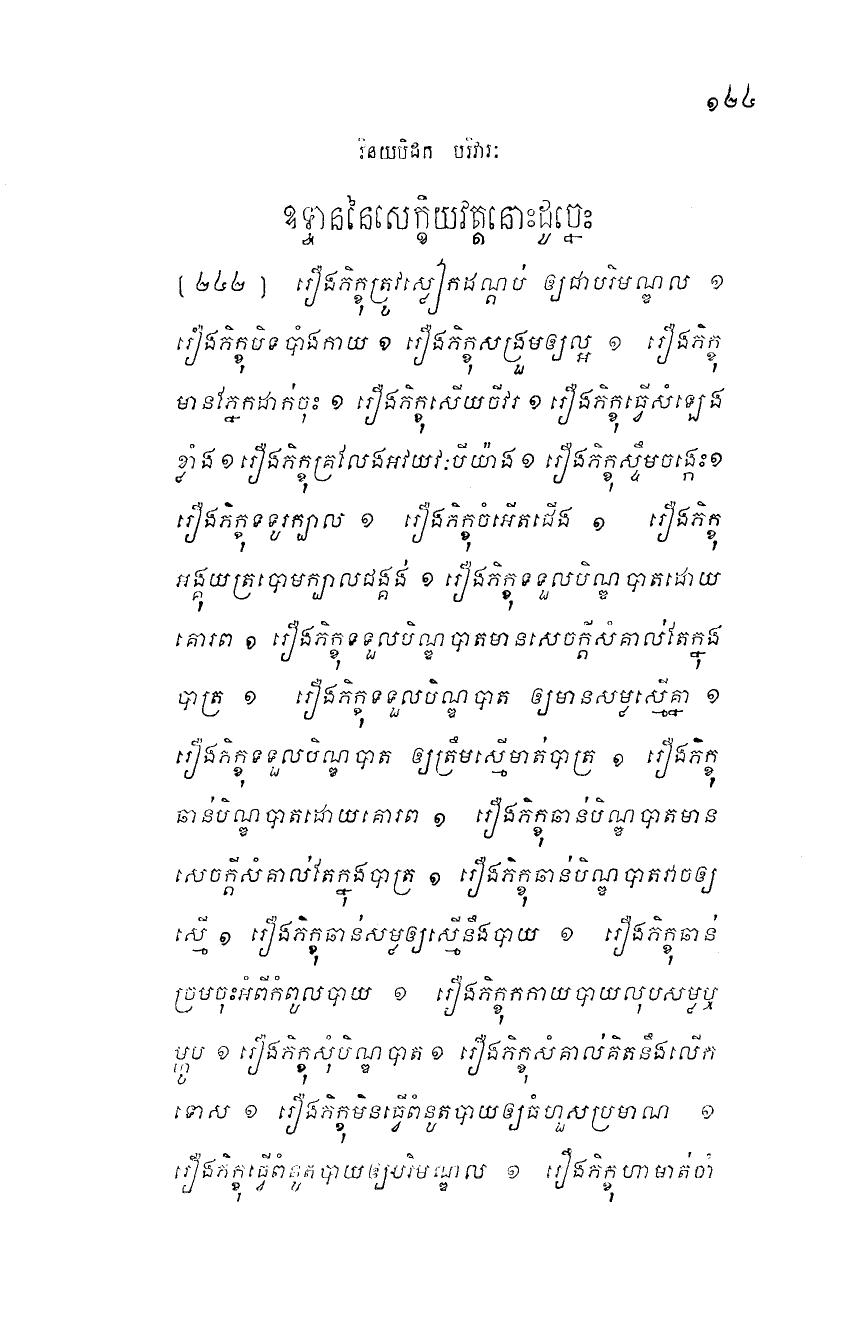 ១២៤
វិនយបិដក បរិវារៈ
ឧទ្ទាននៃសេក្ខិយវត្តនោះដូច្នេះ
[ ២៤២ ] រឿងភិក្ខុត្រូវស្លៀកដណ្តប់ ឲ្យជាបរិមណ្ឌល ១
រឿងភិក្ខុបិទបាំងកាយ ១ រឿងភិក្ខុសង្រួមឲ្យល្អ ១ រឿងភិក្ខុ
មានភ្នែកដាក់ចុះ ១ រឿងភិក្ខុសើយចីវរ ១ រឿងភិក្ខុធ្វើសំឡេង
ខ្លាំង ១ រឿងភិក្ខុគ្រលែងអវយវៈបីយ៉ាង ១ រឿងភិក្ខុស្ទឹមចង្កេះ១
រឿងភិក្ខុទទូរក្បាល ១ រឿងភិក្ខុចំអើតជើង ១ រឿងភិក្ខុ
អង្គុយត្របោមក្បាលជង្គង់ ១ រឿងភិក្ខុទទួលបិណ្ឌបាតដោយ
គោរព ១ រឿងភិក្ខុទទួលបិណ្ឌបាតមានសេចក្តីសំគាល់តែក្នុង
បាត្រ ១ រឿងភិក្ខុទទួលបិណ្ឌបាត ឲ្យមានសម្លស្មើគ្នា ១
រឿងភិក្ខុទទួលបិណ្ឌបាត ឲ្យត្រឹមស្មើមាត់បាត្រ ១ រឿងភិក្ខុ
ឆាន់បិណ្ឌបាតដោយគោរព ១ រឿងភិក្ខុឆាន់បិណ្ឌបាតមាន
សេចក្តីសំគាល់តែក្នុងបាត្រ ១ រឿងភិក្ខុឆាន់បិណ្ឌបាតវាចឲ្យ
ស្មើ ១ រឿងភិក្ខុឆាន់សម្លឲ្យស្មើនឹងបាយ ១ រឿងភិក្ខុឆាន់
ច្រមចុះអំពីកំពូលបាយ ១ រឿងភិក្ខុកកាយបាយលុបសម្លឬ
ម្ហូប ១ រឿងភិក្ខុសុំបិណ្ឌបាត ១ រឿងភិក្ខុសំគាល់គិតនឹងលើក
ទោស ១ រឿងភិក្ខុមិនធ្វើពំនូតបាយឲ្យធំហួសប្រមាណ ១
រឿងភិក្ខុធ្វើពំនូតបាយឲ្យបរិមណ្ឌល ១ រឿងភិក្ខុហាមាត់ចាំ